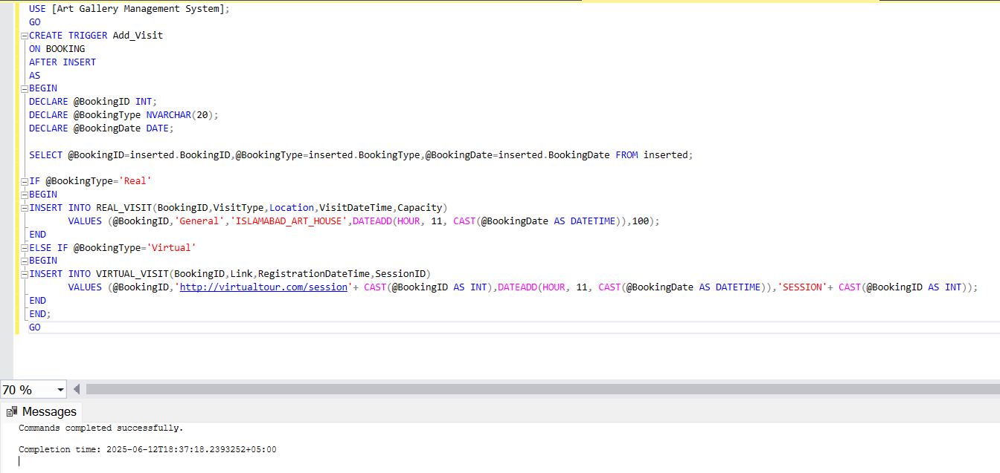 USE [Art Gallery Management System];
GO
CREATE TRIGGER Add_Visit
ON BOOKING
AFTER INSERT
AS
BEGIN
DECLARE @BookingID INT;
DECLARE @BookingType NVARCHAR(20);
DECLARE @BookingDate DATE;
SELECT @BookingID=inserted.BookingID,@BookingType=inserted.BookingType,@BookingDate=inserted.BookingDate FROM inserted;
IF @BookingType='Real'
BEGIN
INSERT INTO REAL_VISIT(BookingID,VisitType,Location,VisitDateTime,Capacity)
VALUES (@BookingID,'General','ISLAMABAD_ART_HOUSE',DATEADD(HOUR, 11, CAST(@BookingDate AS DATETIME)),100);
END
ELSE IF @BookingType='Virtual'
BEGIN
INSERT INTO VIRTUAL_VISIT(BookingID,Link,RegistrationDateTime,SessionID)
VALUES (@BookingID,'http://virtualtour.com/session'+ CAST(@BookingID AS INT),DATEADD(HOUR, 11, CAST(@BookingDate AS DATETIME)),'SESSION'+ CAST(@BookingID AS INT));
END
END;
GO
70 %
Messages
Commands completed successfully.
Completion time: 2025-06-12T18:37:18.2393252+05:00